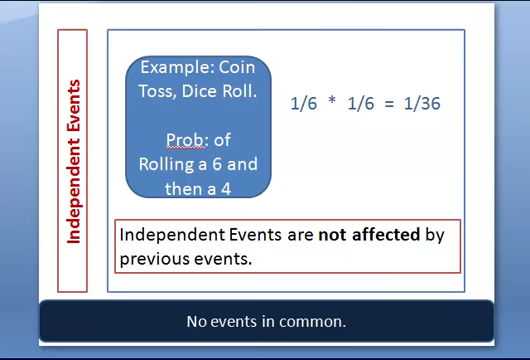 Independent Events
Example: Coin
Toss, Dice Roll.
Prob: of
Rolling a 6 and
then a 4
1/6 * 1/6 = 1/36
Independent Events are not affected by
previous events.
No events in common.